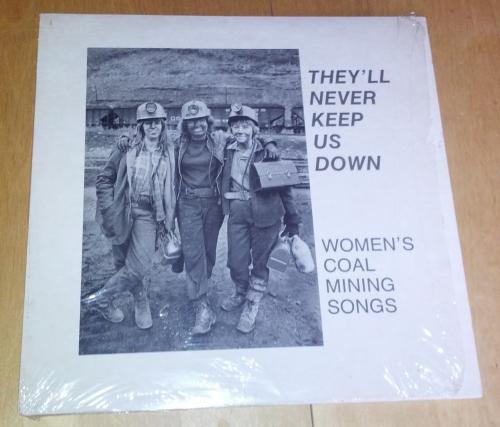 THEY'LL
NEVER
KEEP
US
DOWN
WOMEN'S
COAL
MINING
SONGS